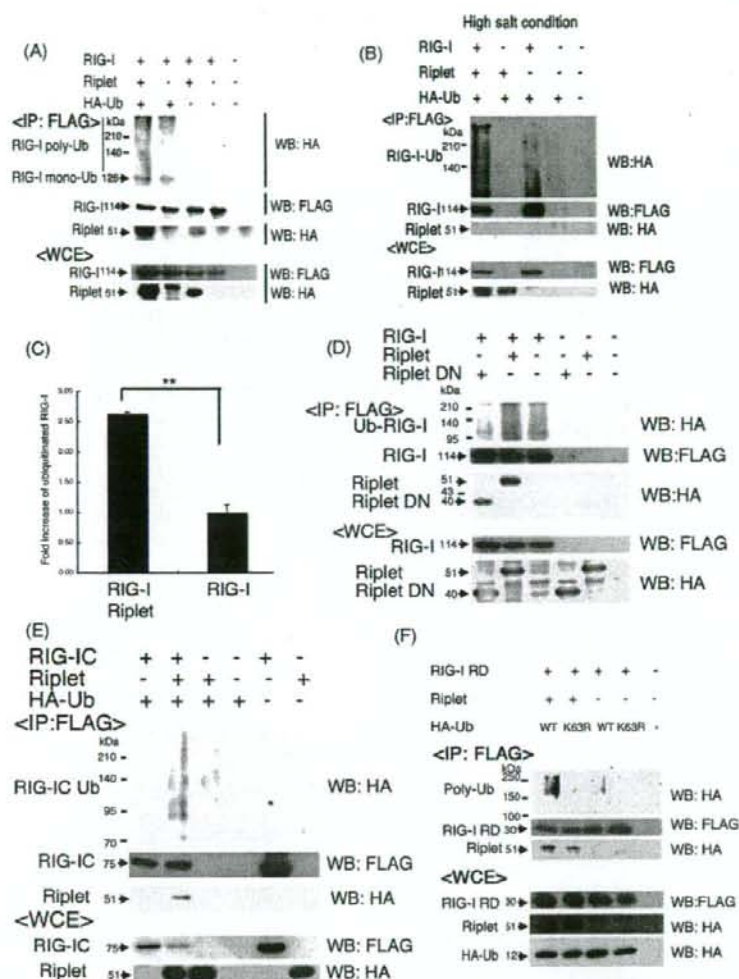 High salt condition
(A)
RIG-I + + + + -
Riplet + - + - -
HA-Ub + + - - -
<IP: FLAG> kDa
210
RIG-I poly-Ub
140
WB: HA
RIG-I mono-Ub 126
RIG-I 114 WB: FLAG
Riplet 51 WB: HA
<WCE>
RIG-I 114 WB: FLAG
Riplet 51 WB: HA
(B)
RIG-I + - + - -
Riplet + + - - -
HA-Ub + + + + -
<IP:FLAG> kDa
210
RIG-I-Ub 140
WB:HA
RIG-I 114 WB:FLAG
Riplet 51 WB: HA
<WCE>
RIG-I 114 WB: FLAG
Riplet 51 WB: HA
(C)
Fold Increase of ubiquitinated RIG-I
**
2.00
1.00
0.00
RIG-I
Riplet
RIG-I
(D)
RIG-I + + + - - -
Riplet - + - - + -
Riplet DN + - - + - -
kDa
<IP: FLAG> 210
Ub-RIG-I 140
95
WB: HA
RIG-I 114 WB:FLAG
Riplet 51
43
Riplet DN 40
WB:HA
<WCE>
RIG-I 114 WB: FLAG
Riplet 51
Riplet DN 40
WB: HA
(E)
RIG-IC + + - - + -
Riplet - + + - - +
HA-Ub + + + + - -
<IP:FLAG>
kDa
210
RIG-IC Ub 140
WB: HA
95
70
RIG-IC 75 WB: FLAG
Riplet 51 WB: HA
<WCE>
RIG-IC 75 WB: FLAG
Riplet 51 WB: HA
(F)
RIG-I RD + + + + -
Riplet + + - - -
HA-Ub WT K63R WT K63R -
<IP: FLAG>
kDa
250
Poly-Ub
150
WB: HA
100
RIG-I RD 30 WB: FLAG
Riplet 51 WB: HA
<WCE>
RIG-I RD 30 WB:FLAG
Riplet 51 WB: HA
HA-Ub 12 WB: HA